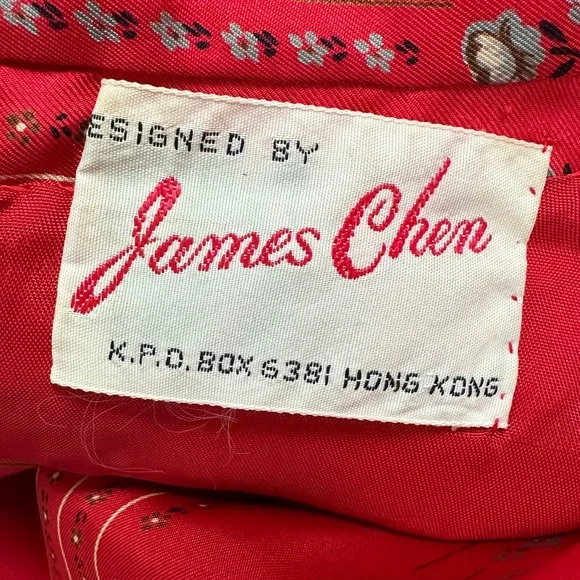 ESIGNED BY
James Chen
K.P.O. BOX 6381 HONG KONG